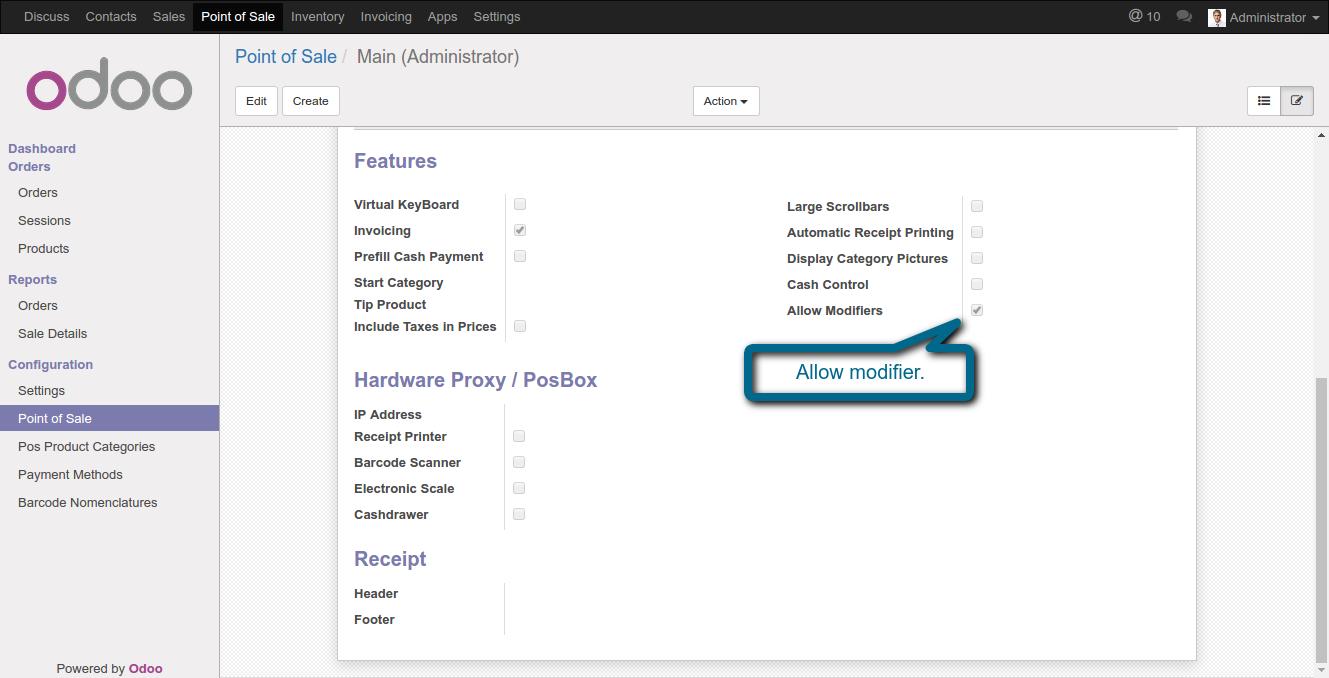 Discuss Contacts Sales Point of Sale Inventory Invoicing Apps Settings @ 10 Administrator
odoo
Point of Sale / Main (Administrator)
Edit Create Action
Dashboard
Orders
Orders
Sessions
Products
Reports
Orders
Sale Details
Configuration
Settings
Point of Sale
Pos Product Categories
Payment Methods
Barcode Nomenclatures
Powered by Odoo
Features
Virtual KeyBoard
Invoicing
Prefill Cash Payment
Start Category
Tip Product
Include Taxes in Prices
Large Scrollbars
Automatic Receipt Printing
Display Category Pictures
Cash Control
Allow Modifiers
Allow modifier.
Hardware Proxy / PosBox
IP Address
Receipt Printer
Barcode Scanner
Electronic Scale
Cashdrawer
Receipt
Header
Footer